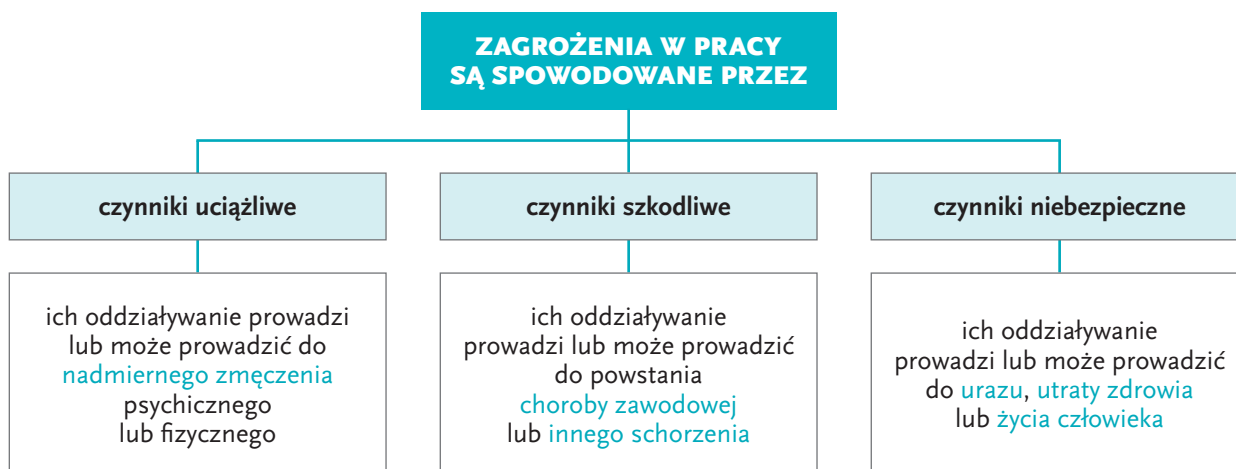 ZAGROŻENIA W PRACY
SĄ SPOWODOWANE PRZEZ
czynniki uciążliwe
ich oddziaływanie prowadzi
lub może prowadzić do
nadmiernego zmęczenia
psychicznego
lub fizycznego
czynniki szkodliwe
ich oddziaływanie
prowadzi lub może prowadzić
do powstania
choroby zawodowej
lub innego schorzenia
czynniki niebezpieczne
ich oddziaływanie
prowadzi lub może prowadzić
do urazu, utraty zdrowia
lub życia człowieka